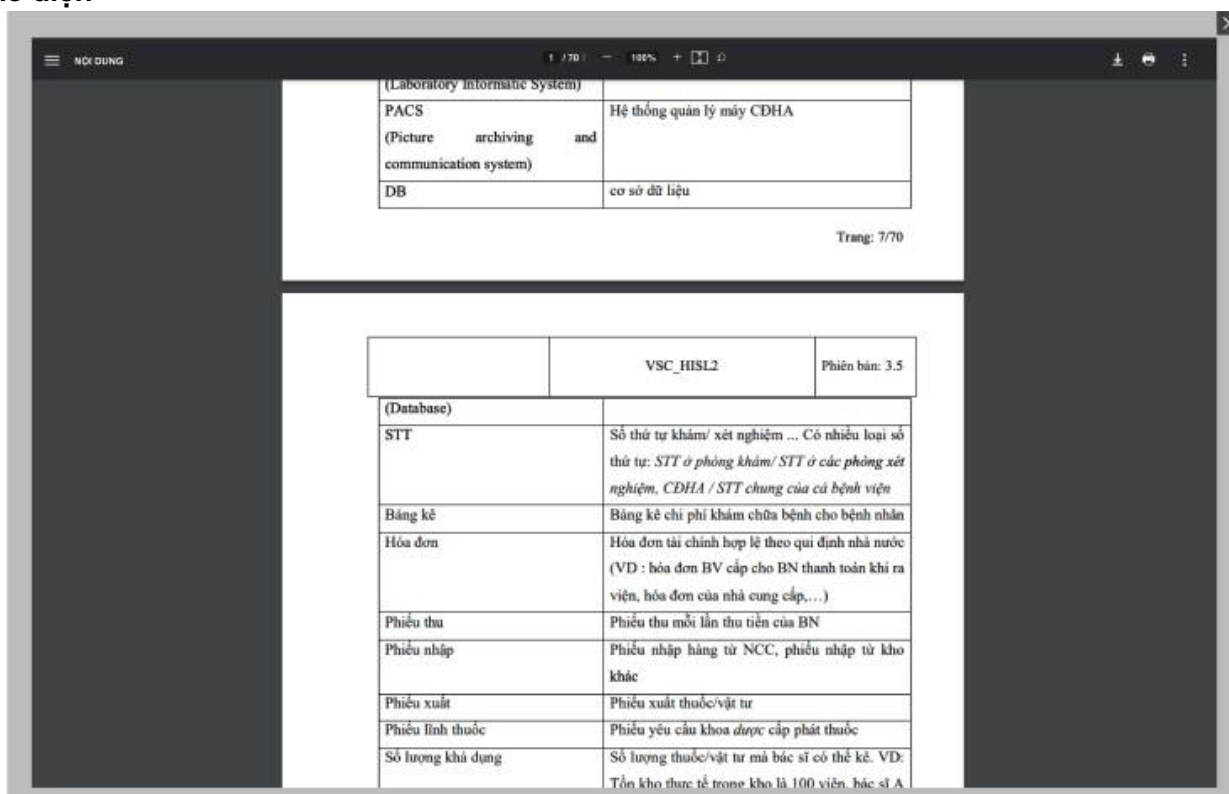 NỘI DUNG
1 / 70
100%
(Laboratory Informatic System)
PACS
(Picture archiving and
communication system)
Hệ thống quản lý máy CĐHA
DB
cơ sở dữ liệu
Trang: 7/70
VSC_HISL2
Phiên bản: 3.5
(Database)
STT
Số thứ tự khám/ xét nghiệm ... Có nhiều loại số
thứ tự: STT ở phòng khám/ STT ở các phòng xét
nghiệm, CĐHA / STT chung của cả bệnh viện
Bảng kê
Bảng kê chi phí khám chữa bệnh cho bệnh nhân
Hóa đơn
Hóa đơn tài chính hợp lệ theo qui định nhà nước
(VD : hóa đơn BV cấp cho BN thanh toán khi ra
viện, hóa đơn của nhà cung cấp,…)
Phiếu thu
Phiếu thu mỗi lần thu tiền của BN
Phiếu nhập
Phiếu nhập hàng từ NCC, phiếu nhập từ kho
khác
Phiếu xuất
Phiếu xuất thuốc/vật tư
Phiếu lĩnh thuốc
Phiếu yêu cầu khoa dược cấp phát thuốc
Số lượng khả dụng
Số lượng thuốc/vật tư mà bác sĩ có thể kê. VD:
Tồn kho thực tế trong kho là 100 viên, bác sĩ A